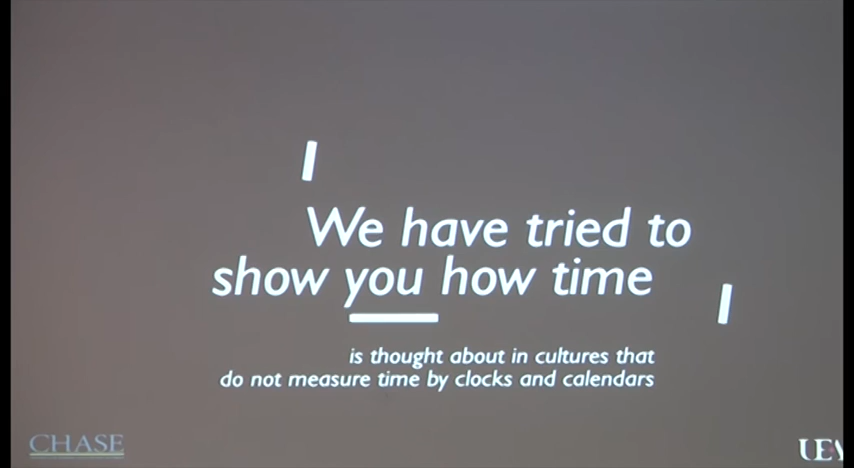 We have tried to
show you how time
is thought about in cultures that
do not measure time by clocks and calendars
CHASE